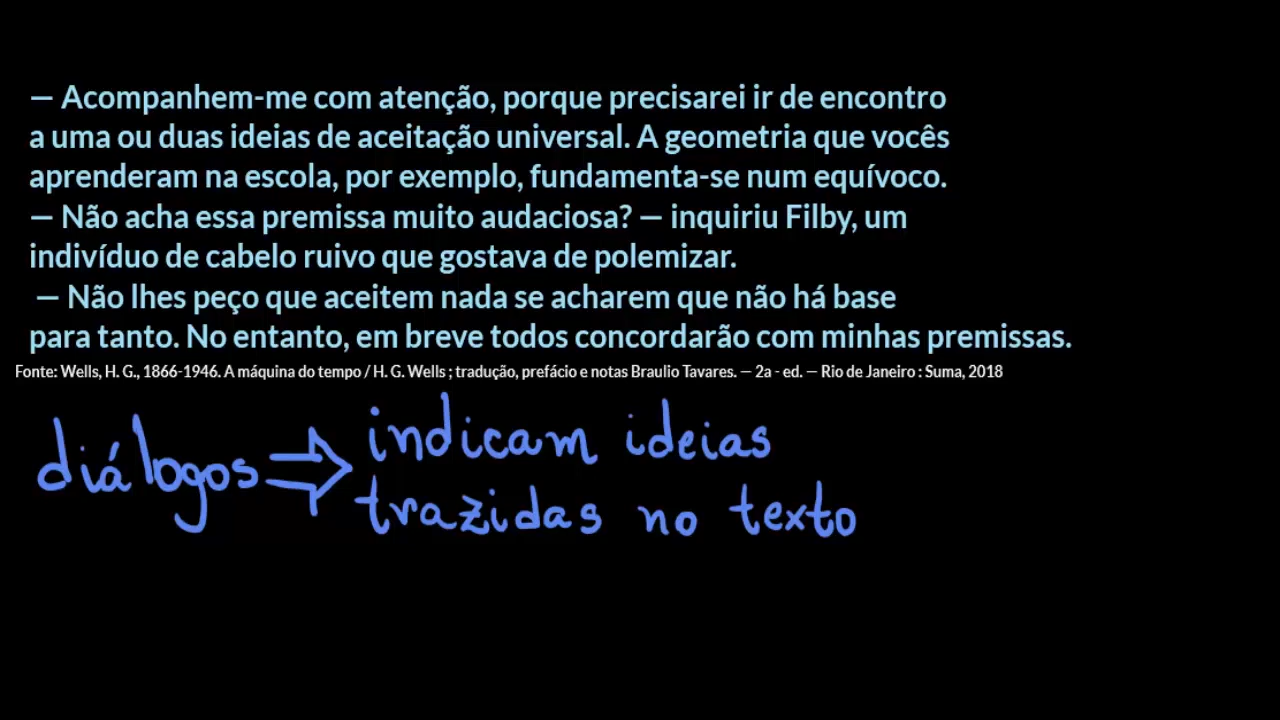 — Acompanhem-me com atenção, porque precisarei ir de encontro
a uma ou duas ideias de aceitação universal. A geometria que vocês
aprenderam na escola, por exemplo, fundamenta-se num equívoco.
— Não acha essa premissa muito audaciosa? — inquiriu Filby, um
indivíduo de cabelo ruivo que gostava de polemizar.
— Não lhes peço que aceitem nada se acharem que não há base
para tanto. No entanto, em breve todos concordarão com minhas premissas.
Fonte: Wells, H. G., 1866-1946. A máquina do tempo / H. G. Wells ; tradução, prefácio e notas Braulio Tavares. — 2a - ed. — Rio de Janeiro : Suma, 2018
diálogos ⇒ indicam ideias
trazidas no texto